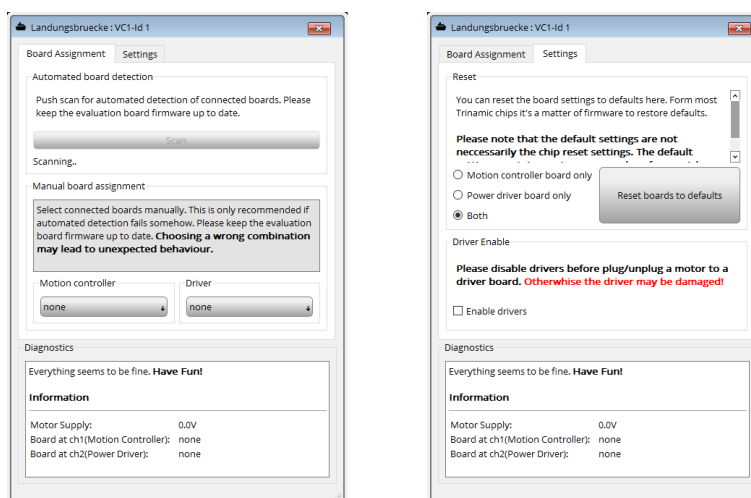 Landungsbruecke : VC1-Id 1
Board Assignment
Settings
Automated board detection
Push scan for automated detection of connected boards. Please
keep the evaluation board firmware up to date.
Scan
Scanning..
Manual board assignment
Select connected boards manually. This is only recommended if
automated detection fails somehow. Please keep the evaluation
board firmware up to date. Choosing a wrong combination
may lead to unexpected behaviour.
Motion controller
Driver
none
none
Diagnostics
Everything seems to be fine. Have Fun!
Information
Motor Supply: 0.0V
Board at ch1(Motion Controller): none
Board at ch2(Power Driver): none
Landungsbruecke : VC1-Id 1
Board Assignment
Settings
Reset
You can reset the board settings to defaults here. Form most
Trinamic chips it's a matter of firmware to restore defaults.
Please note that the default settings are not
neccessarily the chip reset settings. The default
Motion controller board only
Power driver board only
Both
Reset boards to defaults
Driver Enable
Please disable drivers before plug/unplug a motor to a
driver board. Otherwhise the driver may be damaged!
Enable drivers
Diagnostics
Everything seems to be fine. Have Fun!
Information
Motor Supply: 0.0V
Board at ch1(Motion Controller): none
Board at ch2(Power Driver): none